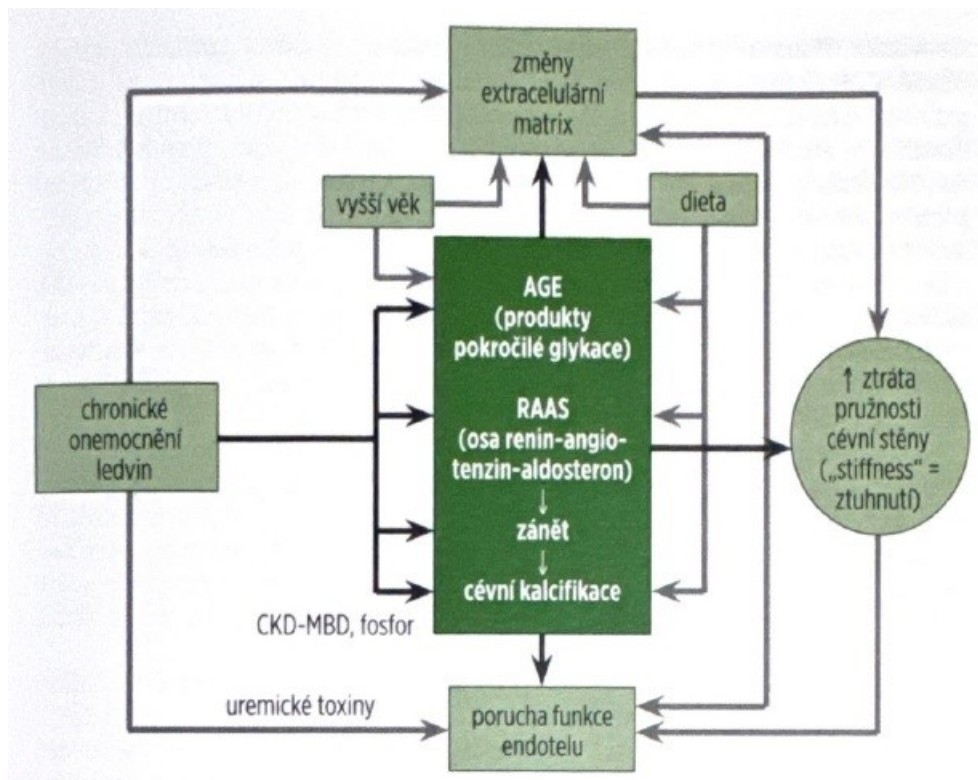 změny
extracelulární
matrix
vyšší věk
dieta
AGE
(produkty
pokročilé glykace)
chronické
onemocnění
ledvin
RAAS
(osa renin-angio-
tenzin-aldosteron)
↓
zánět
↓
cévní kalcifikace
↑ ztráta
pružnosti
cévní stěny
(„stiffness“ =
ztuhnutí)
CKD-MBD, fosfor
uremické toxiny
porucha funkce
endotelu